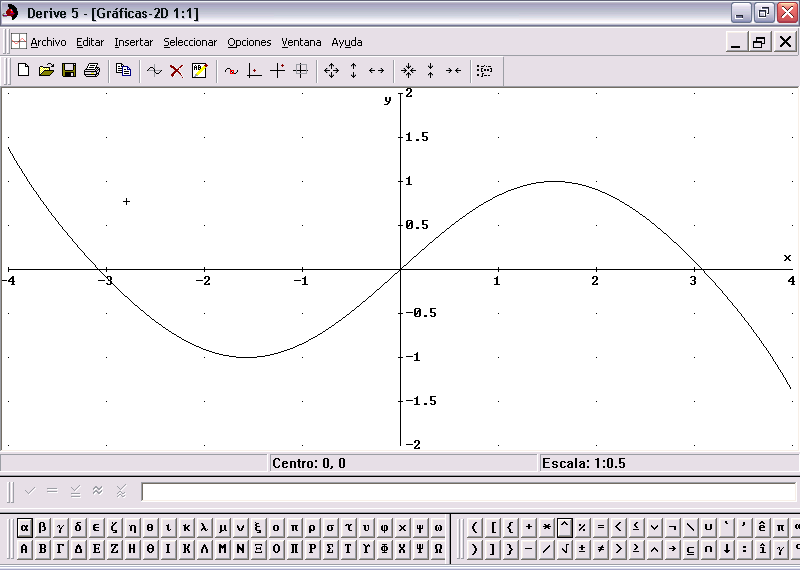 Derive 5 - [Gráficas-2D 1:1]
Archivo Editar Insertar Seleccionar Opciones Ventana Ayuda
y 2
1.5
1
0.5
x
-4 -3 -2 -1 1 2 3 4
-0.5
-1
-1.5
-2
Centro: 0, 0 Escala: 1:0.5
α β γ δ ϵ ζ η θ ι κ λ μ ν ξ ο π ρ σ τ υ φ χ ψ ω ( [ { + * ^ % = < ≤ ∨ ¬ \ ∪ ` ' ê π ∞
Α Β Γ Δ Ε Ζ Η Θ Ι Κ Λ Μ Ν Ξ Ο Π Ρ Σ Τ Υ Φ Χ Ψ Ω ) ] } - / √ ± ≠ > ≥ ∧ → ⊆ ∩ ↓ : î γ °